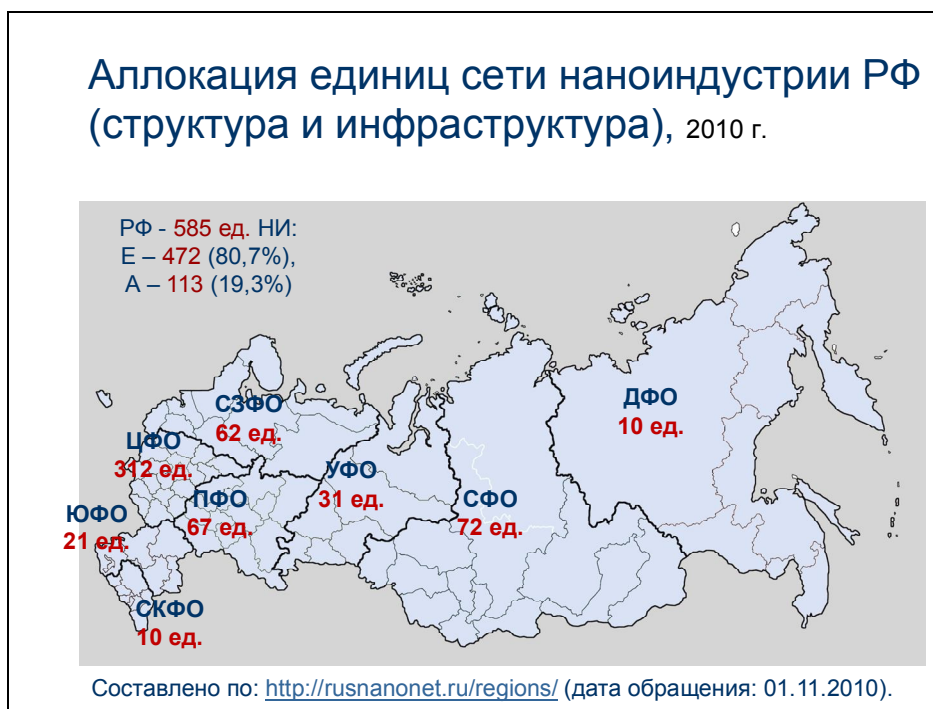 Аллокация единиц сети наноиндустрии РФ
(структура и инфраструктура), 2010 г.
РФ - 585 ед. НИ:
Е – 472 (80,7%),
А – 113 (19,3%)
СЗФО
62 ед.
ДФО
10 ед.
ЦФО
312 ед.
УФО
31 ед.
ПФО
67 ед.
СФО
72 ед.
ЮФО
21 ед.
СКФО
10 ед.
Составлено по: http://rusnanonet.ru/regions/ (дата обращения: 01.11.2010).